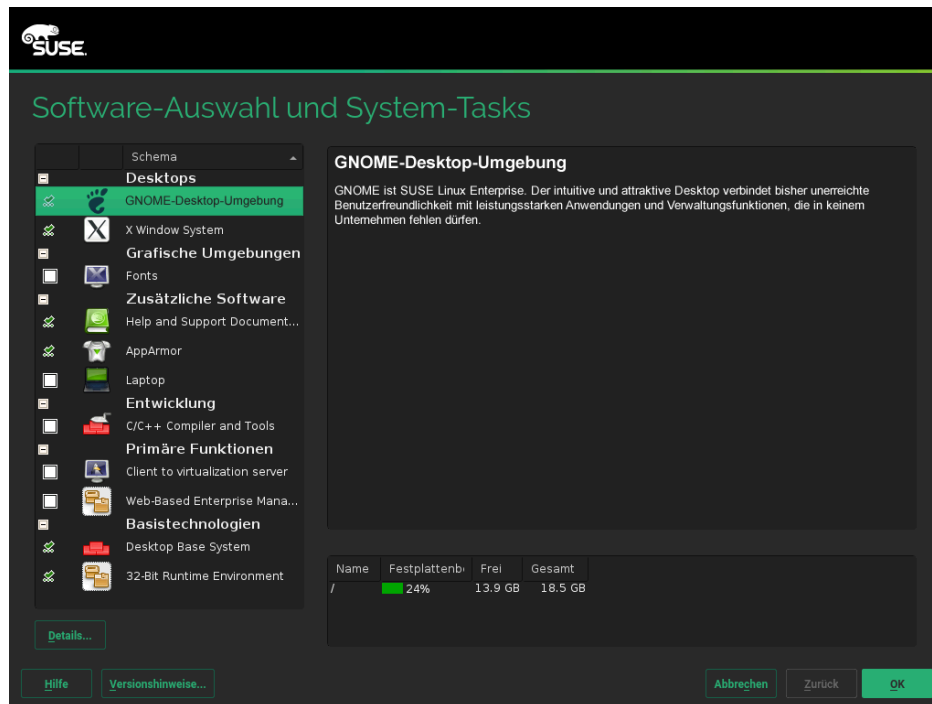 SUSE.
Software-Auswahl und System-Tasks
Schema
Desktops
GNOME-Desktop-Umgebung
X Window System
Grafische Umgebungen
Fonts
Zusätzliche Software
Help and Support Document...
AppArmor
Laptop
Entwicklung
C/C++ Compiler and Tools
Primäre Funktionen
Client to virtualization server
Web-Based Enterprise Mana...
Basistechnologien
Desktop Base System
32-Bit Runtime Environment
GNOME-Desktop-Umgebung
GNOME ist SUSE Linux Enterprise. Der intuitive und attraktive Desktop verbindet bisher unerreichte
Benutzerfreundlichkeit mit leistungsstarken Anwendungen und Verwaltungsfunktionen, die in keinem
Unternehmen fehlen dürfen.
Name Festplattenb Frei Gesamt
/ 24% 13.9 GB 18.5 GB
Details...
Hilfe Versionshinweise... Abbrechen Zurück OK